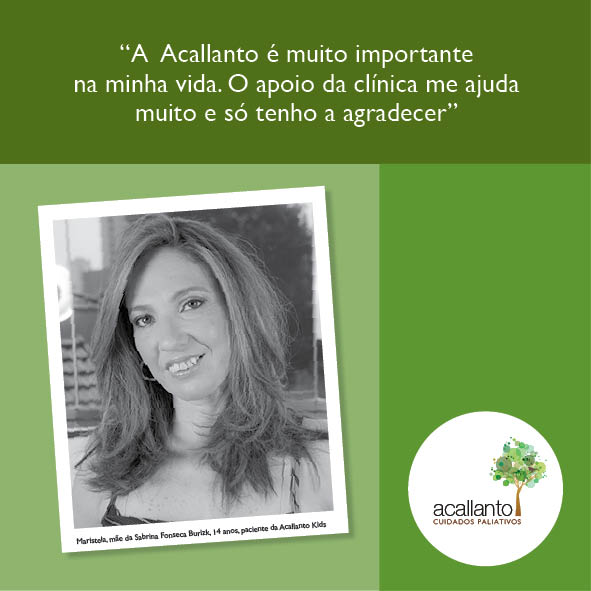 “A Acallanto é muito importante
na minha vida. O apoio da clínica me ajuda
muito e só tenho a agradecer”
Maristela, mãe da Sabrina Fonseca Burizk, 14 anos, paciente da Acallanto Kids
acallanto
CUIDADOS PALIATIVOS